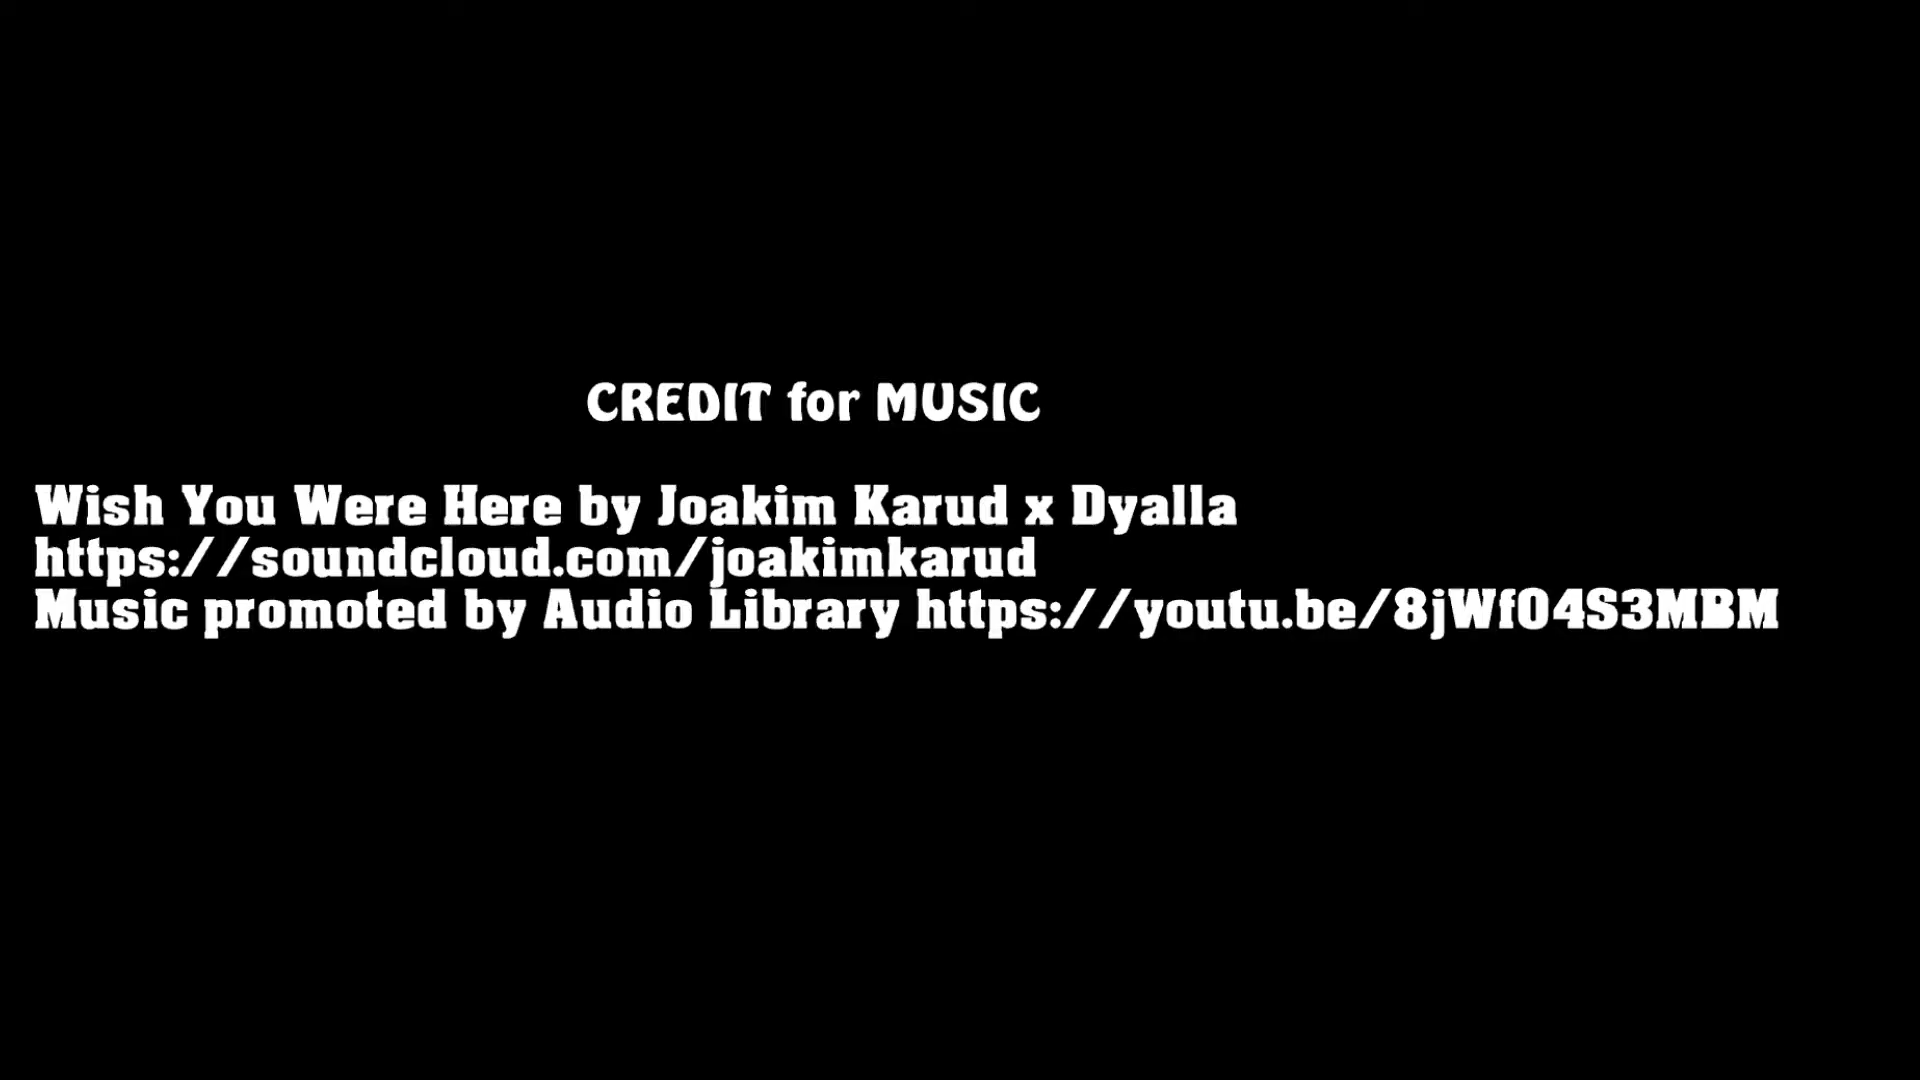 CREDIT for MUSIC
Wish You Were Here by Joakim Karud x Dyalla
https://soundcloud.com/joakimkarud
Music promoted by Audio Library https://youtu.be/8jWf04S3MBM